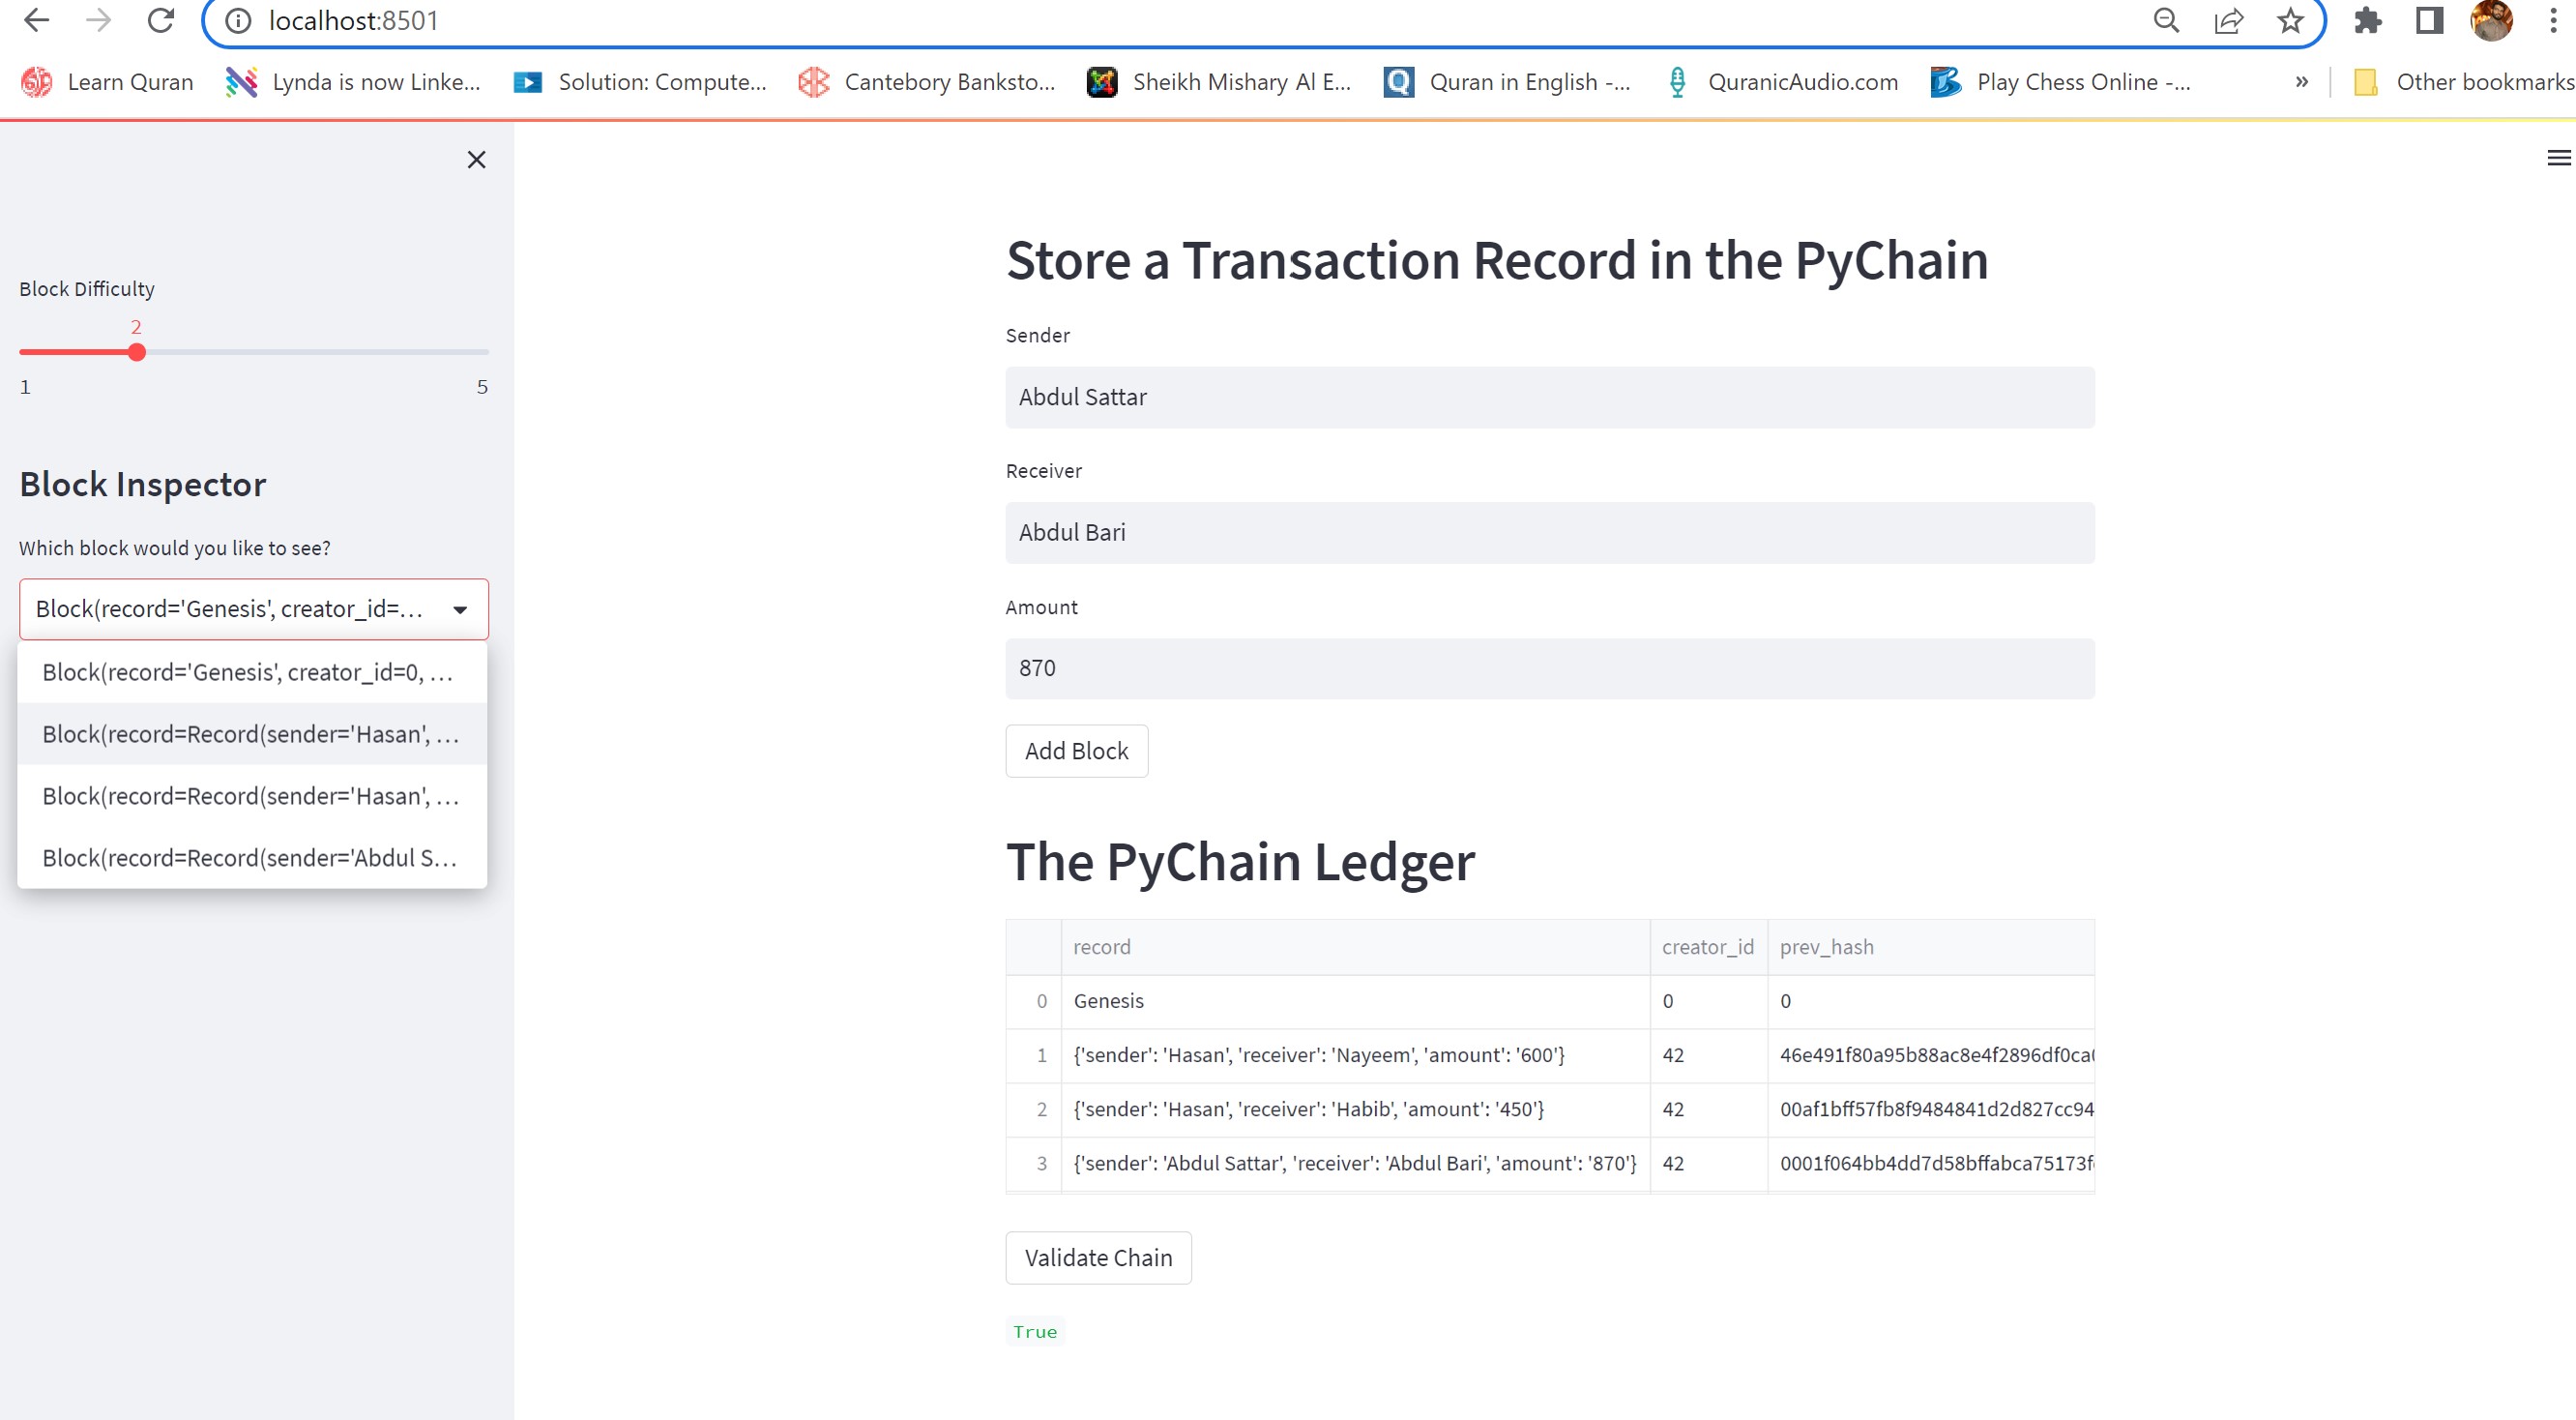 localhost:8501
Learn Quran Lynda is now Linke... Solution: Compute... Cantebory Banksto... Sheikh Mishary Al E... Quran in English -... QuranicAudio.com Play Chess Online -... » Other bookmarks
Block Difficulty
2
1 5
Block Inspector
Which block would you like to see?
Block(record='Genesis', creator_id=...
Block(record='Genesis', creator_id=0, ...
Block(record=Record(sender='Hasan', ...
Block(record=Record(sender='Hasan', ...
Block(record=Record(sender='Abdul S...
Store a Transaction Record in the PyChain
Sender
Abdul Sattar
Receiver
Abdul Bari
Amount
870
Add Block
The PyChain Ledger
record creator_id prev_hash
0 Genesis 0 0
1 {'sender': 'Hasan', 'receiver': 'Nayeem', 'amount': '600'} 42 46e491f80a95b88ac8e4f2896df0ca
2 {'sender': 'Hasan', 'receiver': 'Habib', 'amount': '450'} 42 00af1bff57fb8f9484841d2d827cc94
3 {'sender': 'Abdul Sattar', 'receiver': 'Abdul Bari', 'amount': '870'} 42 0001f064bb4dd7d58bffabca75173f
Validate Chain
True